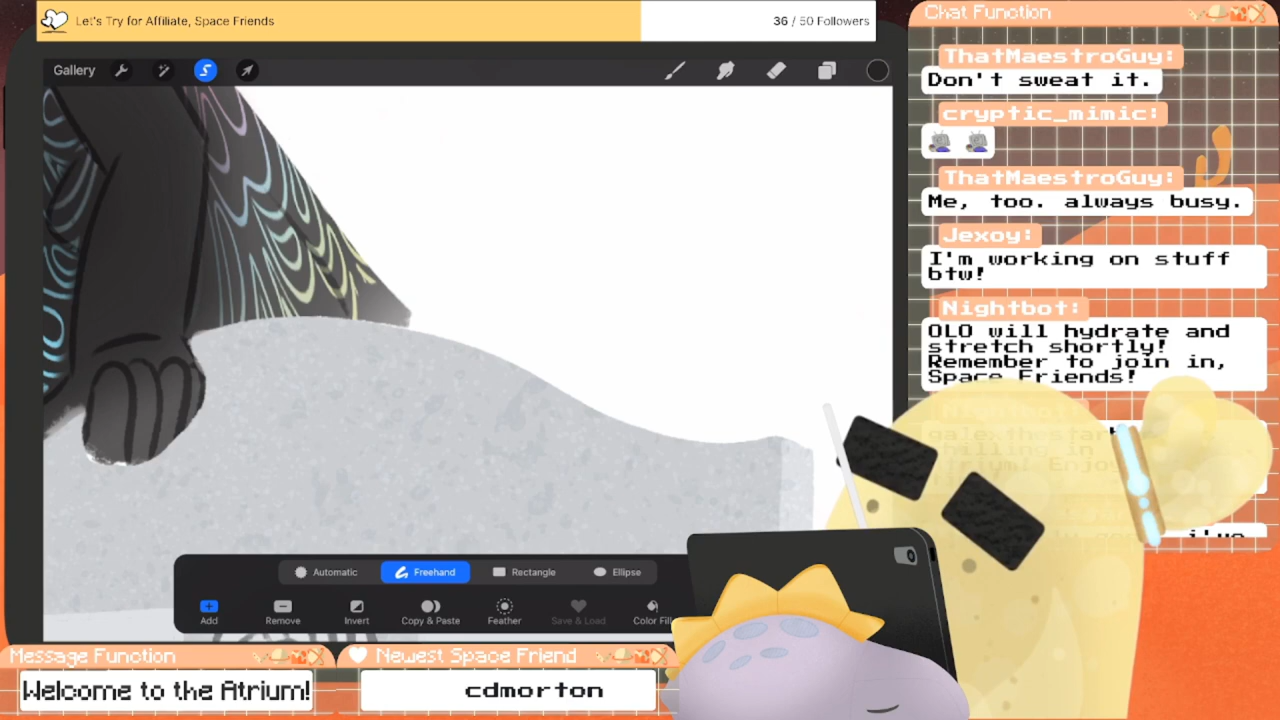 Let's Try for Affiliate, Space Friends
36 / 50 Followers
Gallery
Automatic
Freehand
Rectangle
Ellipse
Add
Remove
Invert
Copy & Paste
Feather
Save & Load
Color Fill
Chat Function
ThatMaestroGuy:
Don't sweat it.
cryptic_mimic:
ThatMaestroGuy:
Me, too. always busy.
Jexoy:
I'm working on stuff
btw!
Nightbot:
OLO will hydrate and
stretch shortly!
Remember to join in,
Space Friends!
Message Function
Welcome to the Atrium!
Newest Space Friend
cdmorton